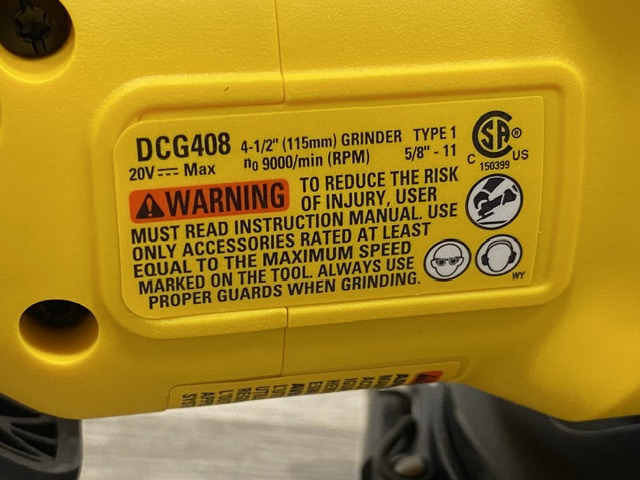 DCG408 4-1/2" (115mm) GRINDER TYPE 1
20V Max n0 9000/min (RPM) 5/8" - 11
C SA ® US
150399
WARNING TO REDUCE THE RISK
OF INJURY, USER
MUST READ INSTRUCTION MANUAL. USE
ONLY ACCESSORIES RATED AT LEAST
EQUAL TO THE MAXIMUM SPEED
MARKED ON THE TOOL. ALWAYS USE
PROPER GUARDS WHEN GRINDING.
WY